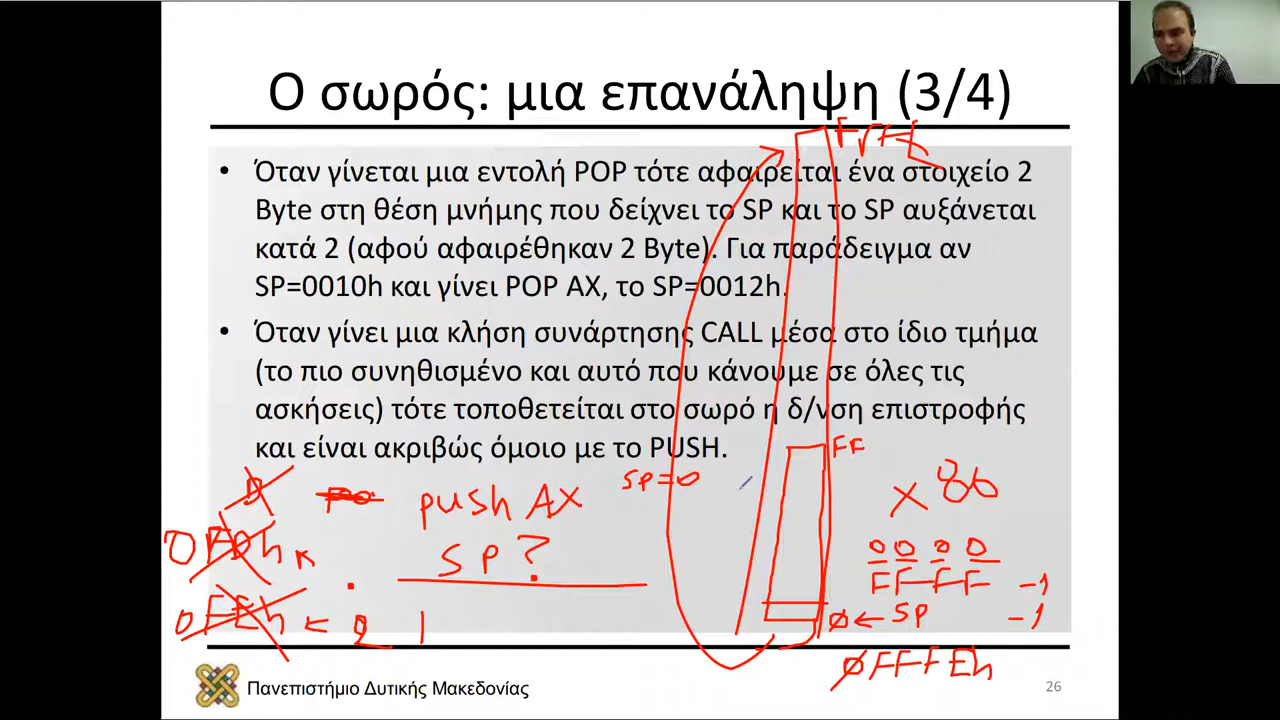 Ο σωρός: μια επανάληψη (3/4)
• Όταν γίνεται μια εντολή POP τότε αφαιρείται ένα στοιχείο 2
Byte στη θέση μνήμης που δείχνει το SP και το SP αυξάνεται
κατά 2 (αφού αφαιρέθηκαν 2 Byte). Για παράδειγμα αν
SP=0010h και γίνει POP AX, το SP=0012h.
• Όταν γίνει μια κλήση συνάρτησης CALL μέσα στο ίδιο τμήμα
(το πιο συνηθισμένο και αυτό που κάνουμε σε όλες τις
ασκήσεις) τότε τοποθετείται στο σωρό η δ/νση επιστροφής
και είναι ακριβώς όμοιο με το PUSH.
FF
SP=0
push AX
x86
SP?
0000
FFFF -1
0FEh ← 2 1
0 ← SP -1
0FFFEh
Πανεπιστήμιο Δυτικής Μακεδονίας
26